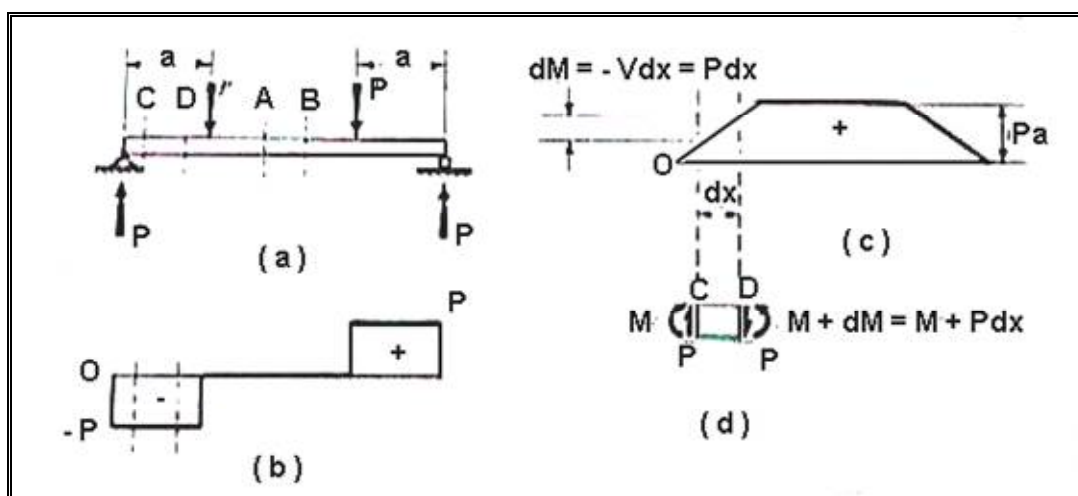 a a
C D P A B P
P P
(a)
P
O - +
-P
(b)
dM = - Vdx = Pdx
+ Pa
O
dx
(c)
C D
M M + dM = M + Pdx
P P
(d)